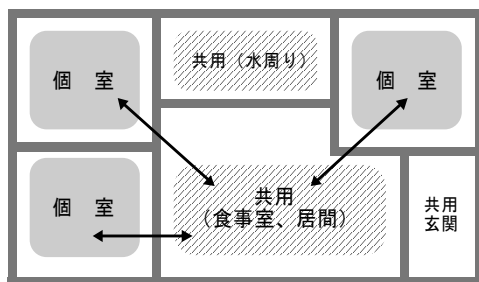 個　室
共用（水周り）
個　室
個　室
共用
（食事室、居間）
共用
玄関